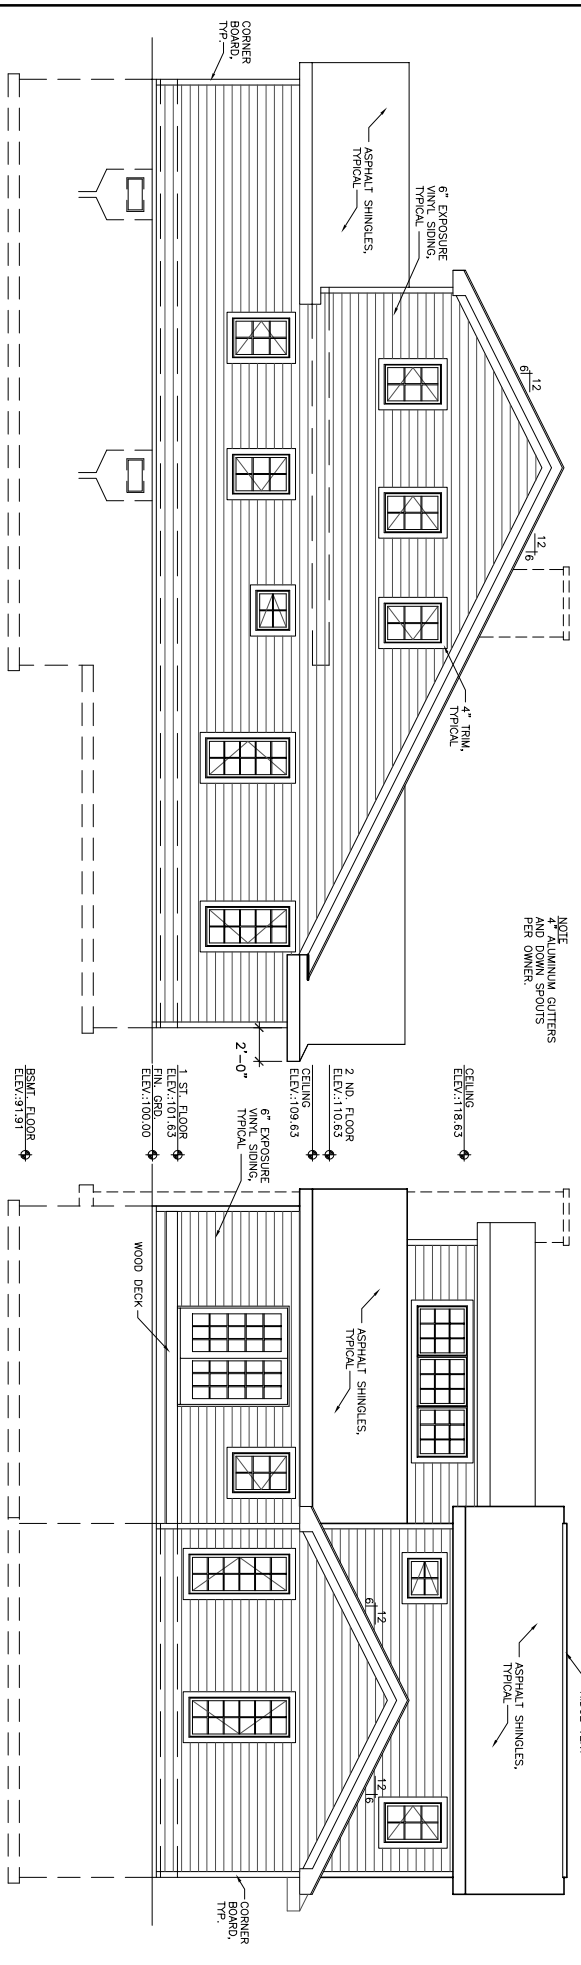 CORNER
BOARD,
TYP.
ASPHALT SHINGLES,
TYPICAL
6" EXPOSURE
VINYL SIDING,
TYPICAL
12
6
12
6
4" TRIM,
TYPICAL
NOTE
4" ALUMINUM GUTTERS
AND DOWN SPOUTS
PER OWNER.
2'-0"
CEILING
ELEV.:118.63
2 ND. FLOOR
ELEV.:110.63
CEILING
ELEV.:109.63
1 ST. FLOOR
ELEV.:101.63
FIN. GRD.
ELEV.:100.00
BSMT. FLOOR
ELEV.:91.91
6" EXPOSURE
VINYL SIDING,
TYPICAL
WOOD DECK
ASPHALT SHINGLES,
TYPICAL
12
6
12
6
ASPHALT SHINGLES,
TYPICAL
CORNER
BOARD,
TYP.